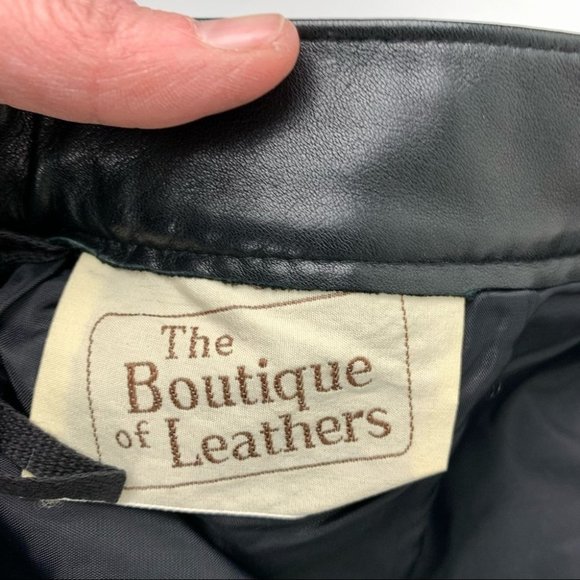 The
Boutique
of Leathers